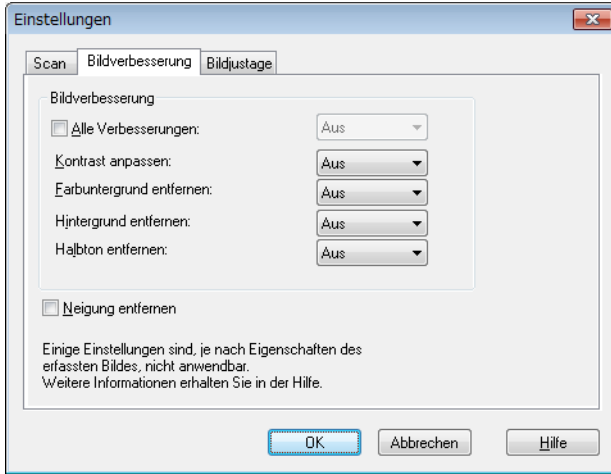 Einstellungen
Scan Bildverbesserung Bildjustage
Bildverbesserung
Alle Verbesserungen: Aus
Kontrast anpassen: Aus
Farbuntergrund entfernen: Aus
Hintergrund entfernen: Aus
Halbton entfernen: Aus
Neigung entfernen
Einige Einstellungen sind, je nach Eigenschaften des
erfassten Bildes, nicht anwendbar.
Weitere Informationen erhalten Sie in der Hilfe.
OK Abbrechen Hilfe